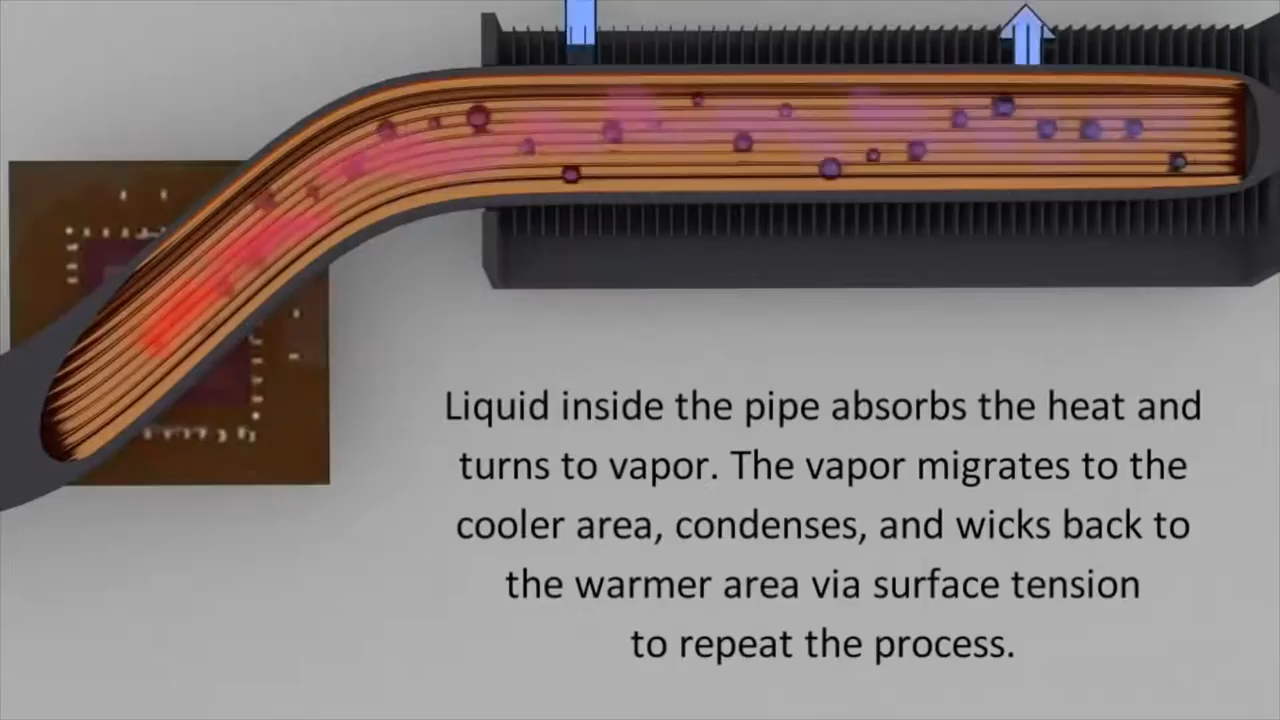 Liquid inside the pipe absorbs the heat and
turns to vapor. The vapor migrates to the
cooler area, condenses, and wicks back to
the warmer area via surface tension
to repeat the process.